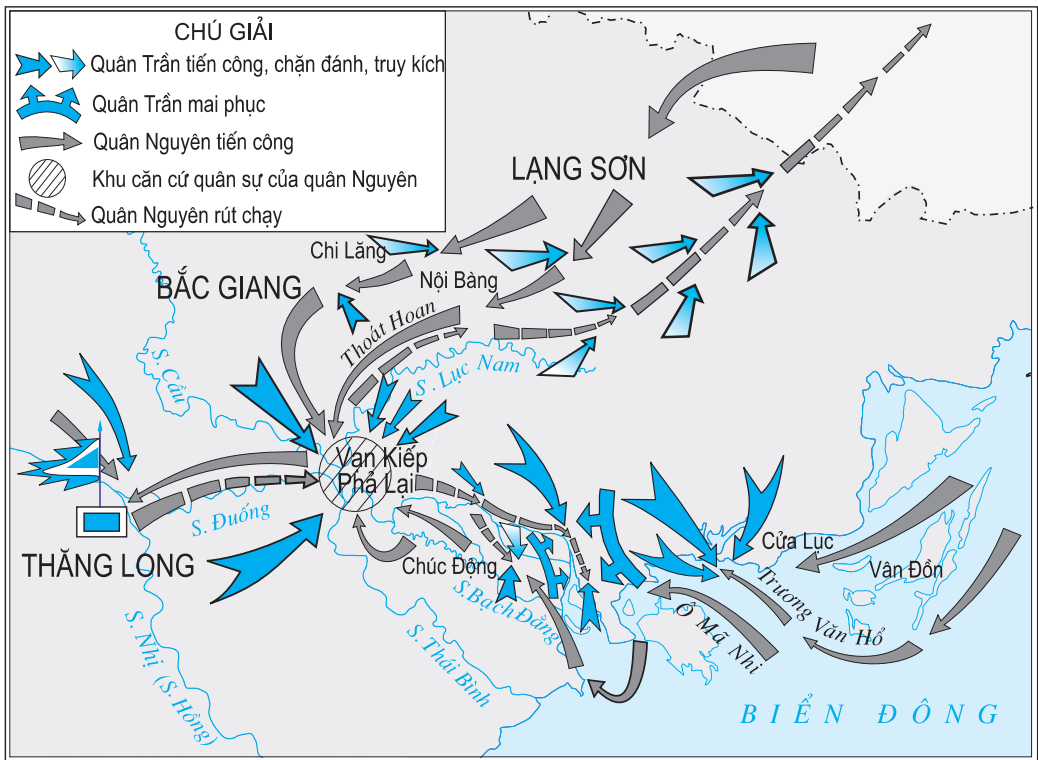 CHÚ GIẢI
Quân Trần tiến công, chặn đánh, truy kích
Quân Trần mai phục
Quân Nguyên tiến công
Khu căn cứ quân sự của quân Nguyên
Quân Nguyên rút chạy
LẠNG SƠN
Chi Lăng
Nội Bàng
BẮC GIANG
Thoát Hoan
S. Cầu
S. Lục Nam
Vạn Kiếp
Phả Lại
S. Đuống
THĂNG LONG
Chúc Động
S. Bạch Đằng
Cửa Lục
Vân Đồn
Trương Văn Hổ
Ô Mã Nhi
S. Nhị (S. Hồng)
S. Thái Bình
BIỂN ĐÔNG